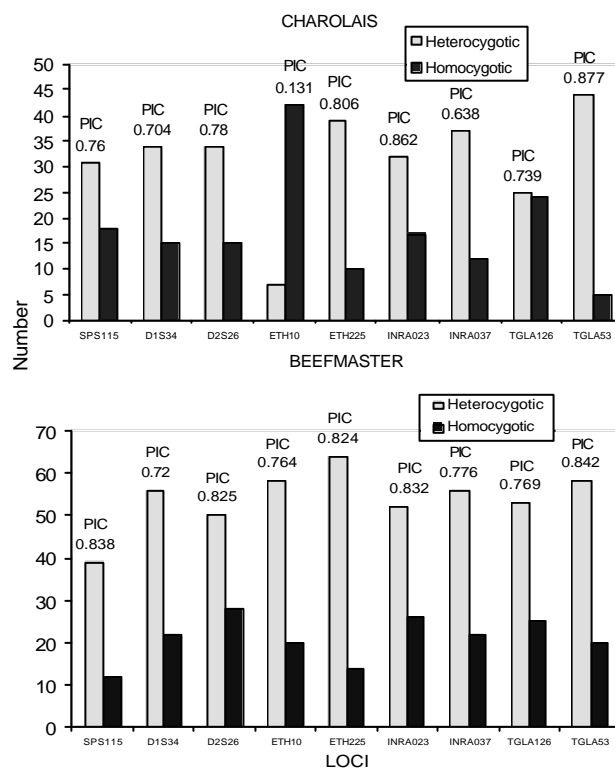 CHAROLAIS
Heterocygotic
Homocygotic
50
45
40
35
30
25
20
15
10
5
0
PIC
0.76
PIC
0.704
PIC
0.78
PIC
0.131
PIC
0.806
PIC
0.862
PIC
0.638
PIC
0.739
PIC
0.877
SPS115 D1S34 D2S26 ETH10 ETH225 INRA023 INRA037 TGLA126 TGLA53
Number
BEEFMASTER
Heterocygotic
Homocygotic
70
60
50
40
30
20
10
0
PIC
0.838
PIC
0.72
PIC
0.825
PIC
0.764
PIC
0.824
PIC
0.832
PIC
0.776
PIC
0.769
PIC
0.842
SPS115 D1S34 D2S26 ETH10 ETH225 INRA023 INRA037 TGLA126 TGLA53
LOCI